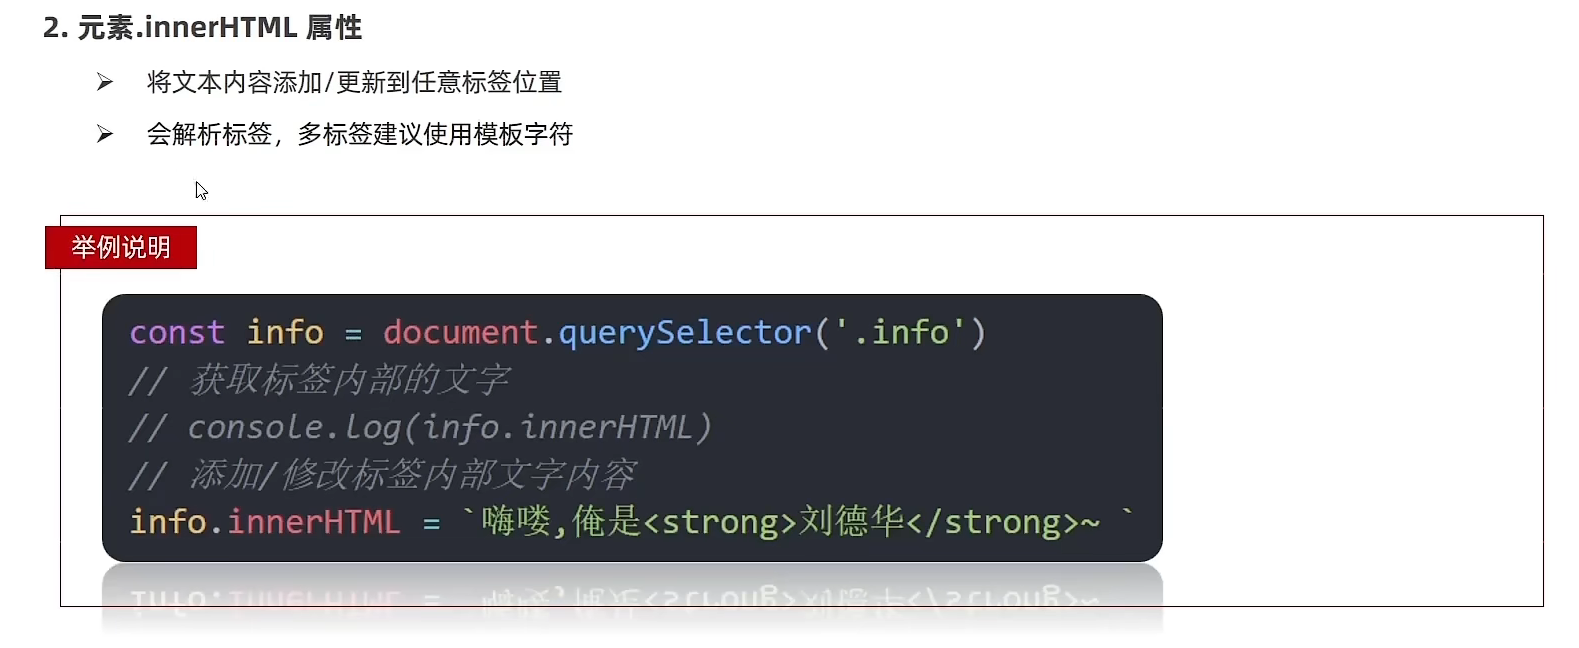 2. 元素.innerHTML 属性
➢ 将文本内容添加/更新到任意标签位置
➢ 会解析标签，多标签建议使用模板字符
举例说明
const info = document.querySelector('.info')
// 获取标签内部的文字
// console.log(info.innerHTML)
// 添加/修改标签内部文字内容
info.innerHTML = `嗨喽,俺是<strong>刘德华</strong>~ `